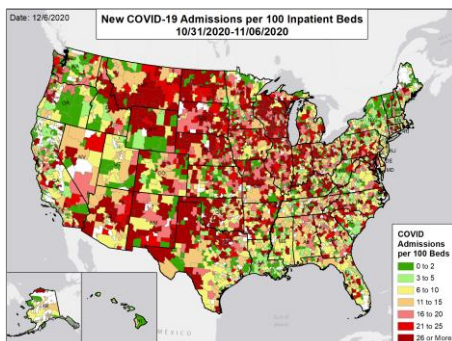 Date: 12/6/2020
New COVID-19 Admissions per 100 Inpatient Beds
10/31/2020-11/06/2020
OR
MEXICO
COVID
Admissions
per 100 Beds
0 to 2
3 to 5
6 to 10
11 to 15
16 to 20
21 to 25
26 or More